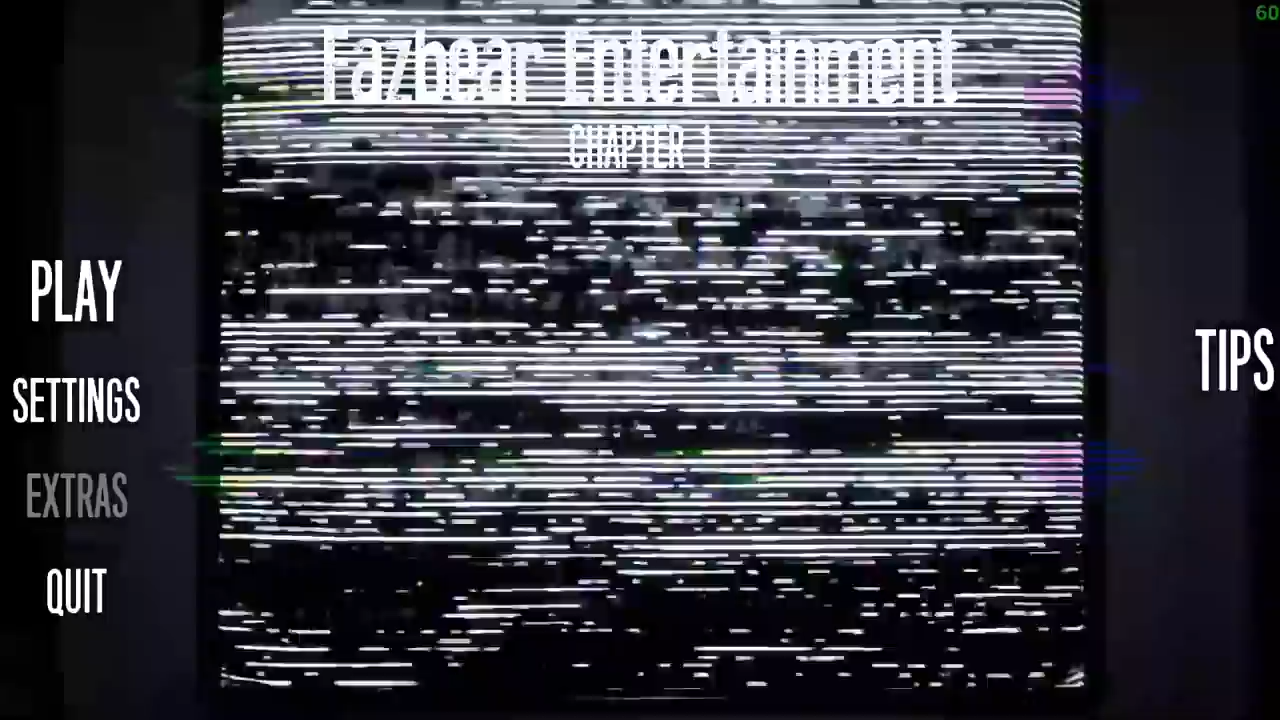 60
Fazbear Entertainment
CHAPTER 1
PLAY
TIPS
SETTINGS
EXTRAS
QUIT